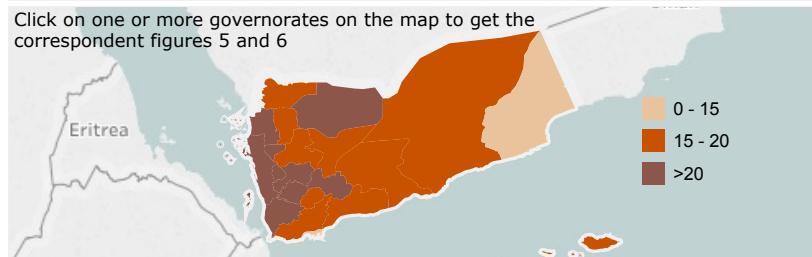 Click on one or more governorates on the map to get the
correspondent figures 5 and 6
Eritrea
0 - 15
15 - 20
>20